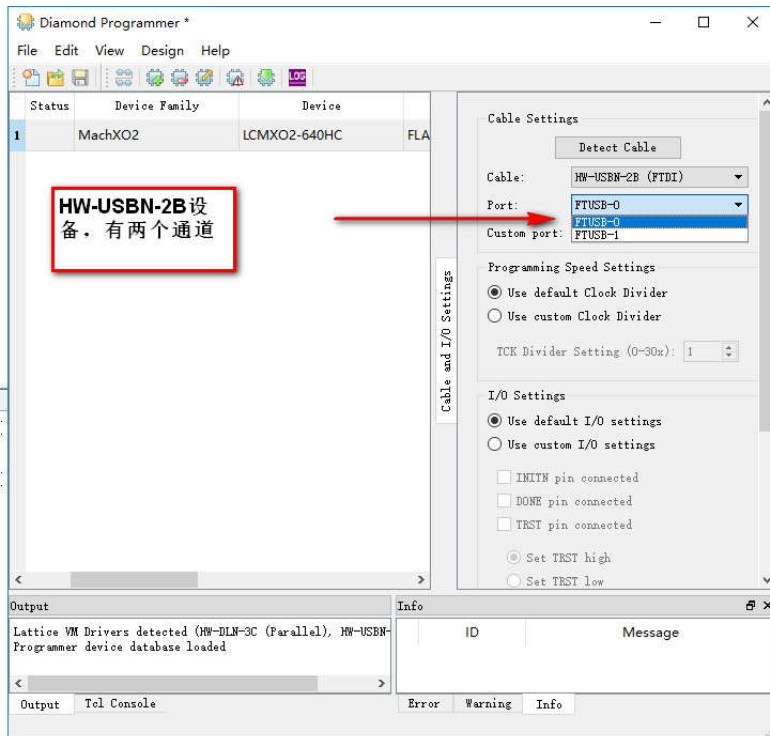 Diamond Programmer *
File Edit View Design Help
LOG
Status Device Family Device
1 MachXO2 LCMXO2-640HC FLA
HW-USBN-2B设
备．有两个通道
Cable and I/O Settings
Cable Settings
Detect Cable
Cable: HW-USBN-2B (FTDI)
Port: FTUSB-0
FTUSB-0
Custom port: FTUSB-1
Programming Speed Settings
Use default Clock Divider
Use custom Clock Divider
TCK Divider Setting (0-30x): 1
I/O Settings
Use default I/O settings
Use custom I/O settings
INITN pin connected
DONE pin connected
TRST pin connected
Set TRST high
Set TRST low
Output
Lattice VM Drivers detected (HW-DLN-3C (Parallel), HW-USBN-
Programmer device database loaded
Output Tcl Console
Info
ID Message
Error Warning Info